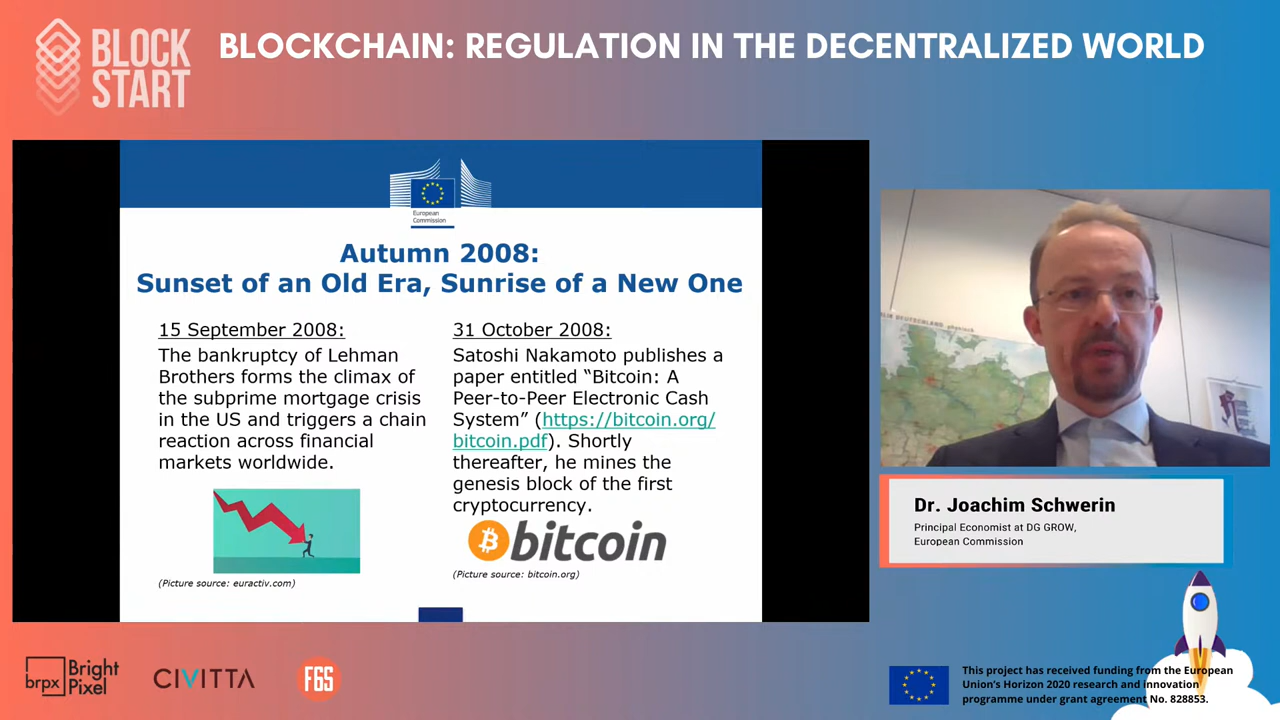 BLOCK
START
BLOCKCHAIN: REGULATION IN THE DECENTRALIZED WORLD
European
Commission
Autumn 2008:
Sunset of an Old Era, Sunrise of a New One
15 September 2008:
The bankruptcy of Lehman
Brothers forms the climax of
the subprime mortgage crisis
in the US and triggers a chain
reaction across financial
markets worldwide.
(Picture source: euractiv.com)
31 October 2008:
Satoshi Nakamoto publishes a
paper entitled “Bitcoin: A
Peer-to-Peer Electronic Cash
System” (https://bitcoin.org/
bitcoin.pdf). Shortly
thereafter, he mines the
genesis block of the first
cryptocurrency.
bitcoin
(Picture source: bitcoin.org)
DEUTSCHLAND
Dr. Joachim Schwerin
Principal Economist at DG GROW,
European Commission
brpx
Bright
Pixel
CIVITTA
F6S
This project has received funding from the European
Union's Horizon 2020 research and innovation
programme under grant agreement No. 828853.